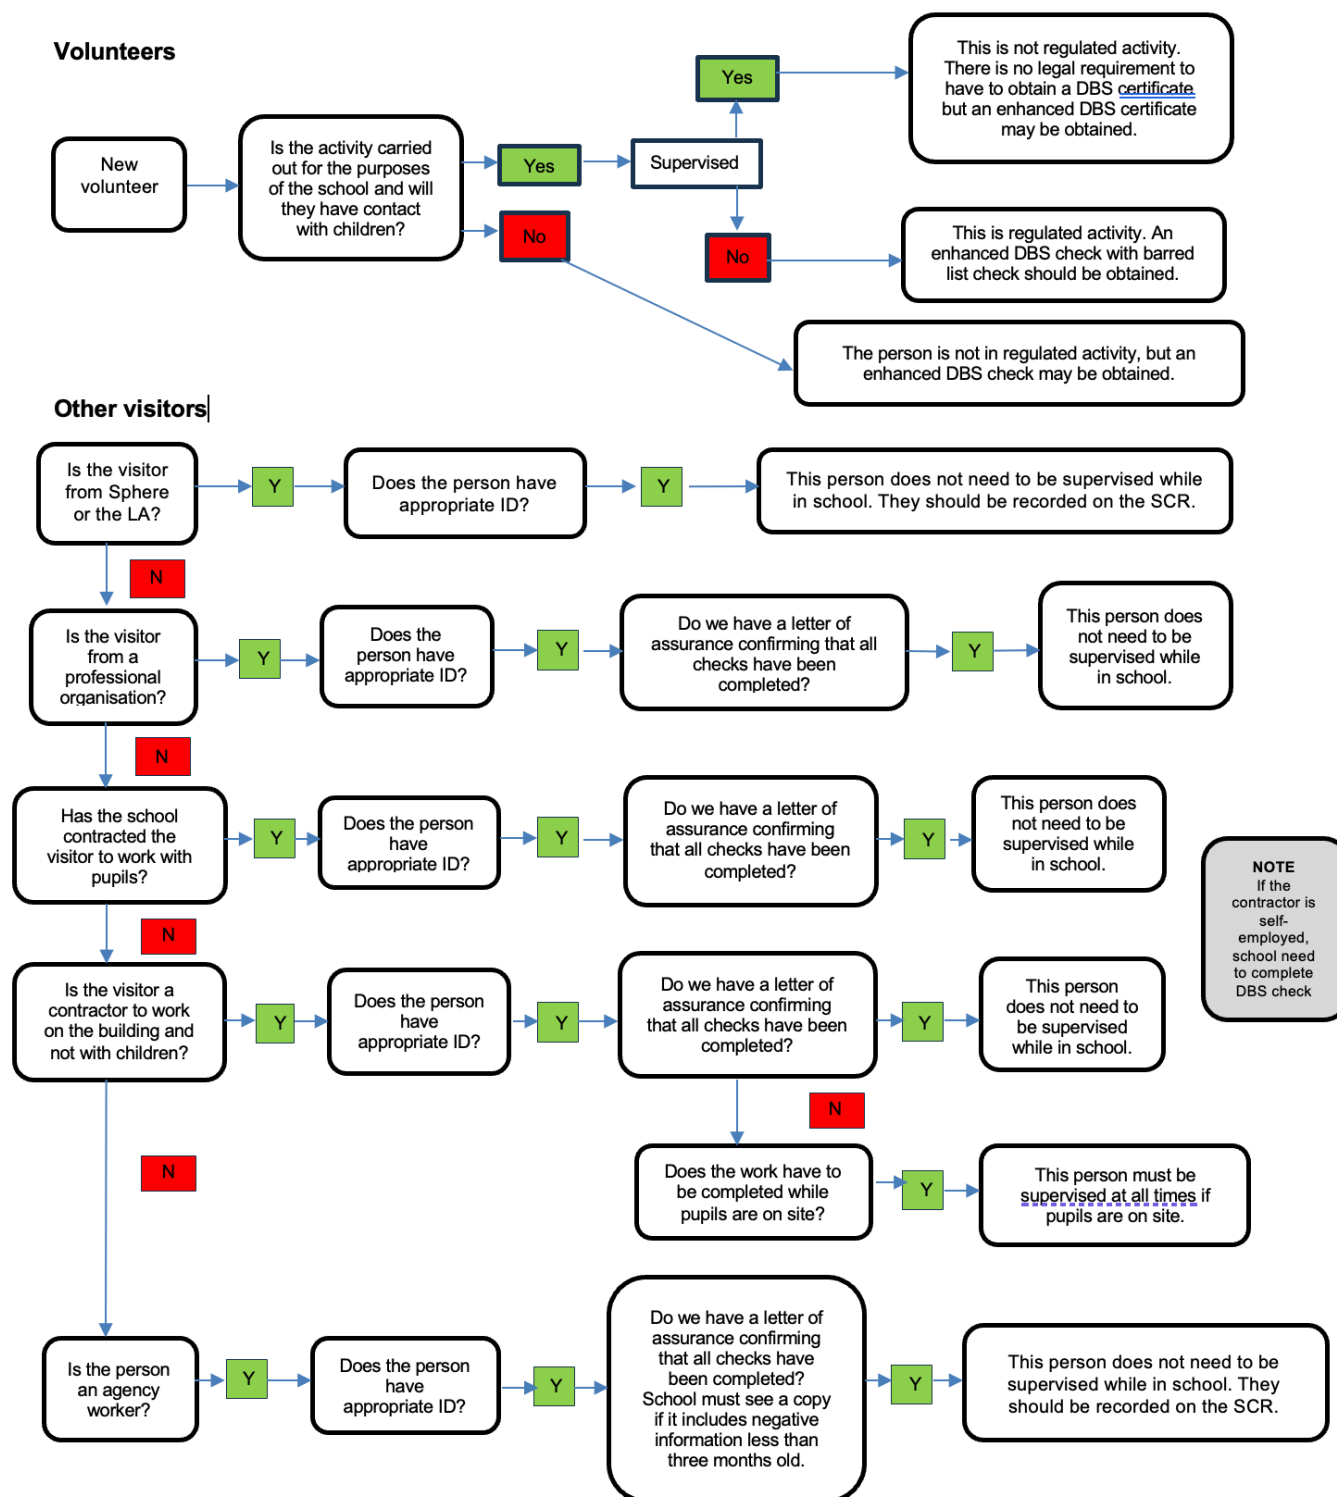 Volunteers
New
volunteer
Is the activity carried
out for the purposes
of the school and will
they have contact
with children?
Yes
No
Supervised
Yes
No
This is not regulated activity.
There is no legal requirement to
have to obtain a DBS certificate
but an enhanced DBS certificate
may be obtained.
This is regulated activity. An
enhanced DBS check with barred
list check should be obtained.
The person is not in regulated activity, but an
enhanced DBS check may be obtained.
Other visitors
Is the visitor
from Sphere
or the LA?
Y
Does the person have
appropriate ID?
Y
This person does not need to be supervised while
in school. They should be recorded on the SCR.
N
Is the visitor
from a
professional
organisation?
Y
Does the
person have
appropriate ID?
Y
Do we have a letter of
assurance confirming that all
checks have been
completed?
Y
This person does
not need to be
supervised while
in school.
N
Has the school
contracted the
visitor to work with
pupils?
Y
Does the person
have
appropriate ID?
Y
Do we have a letter of
assurance confirming
that all checks have been
completed?
Y
This person does
not need to be
supervised while
in school.
NOTE
If the
contractor is
self-
employed,
school need
to complete
DBS check
N
Is the visitor a
contractor to work
on the building and
not with children?
Y
Does the person
have
appropriate ID?
Y
Do we have a letter of
assurance confirming
that all checks have been
completed?
Y
This person
does not need to
be supervised
while in school.
N
Does the work have to
be completed while
pupils are on site?
Y
This person must be
supervised at all times if
pupils are on site.
N
Is the person
an agency
worker?
Y
Does the person
have
appropriate ID?
Y
Do we have a letter of
assurance confirming
that all checks have
been completed?
School must see a copy
if it includes negative
information less than
three months old.
Y
This person does not need to be
supervised while in school. They
should be recorded on the SCR.